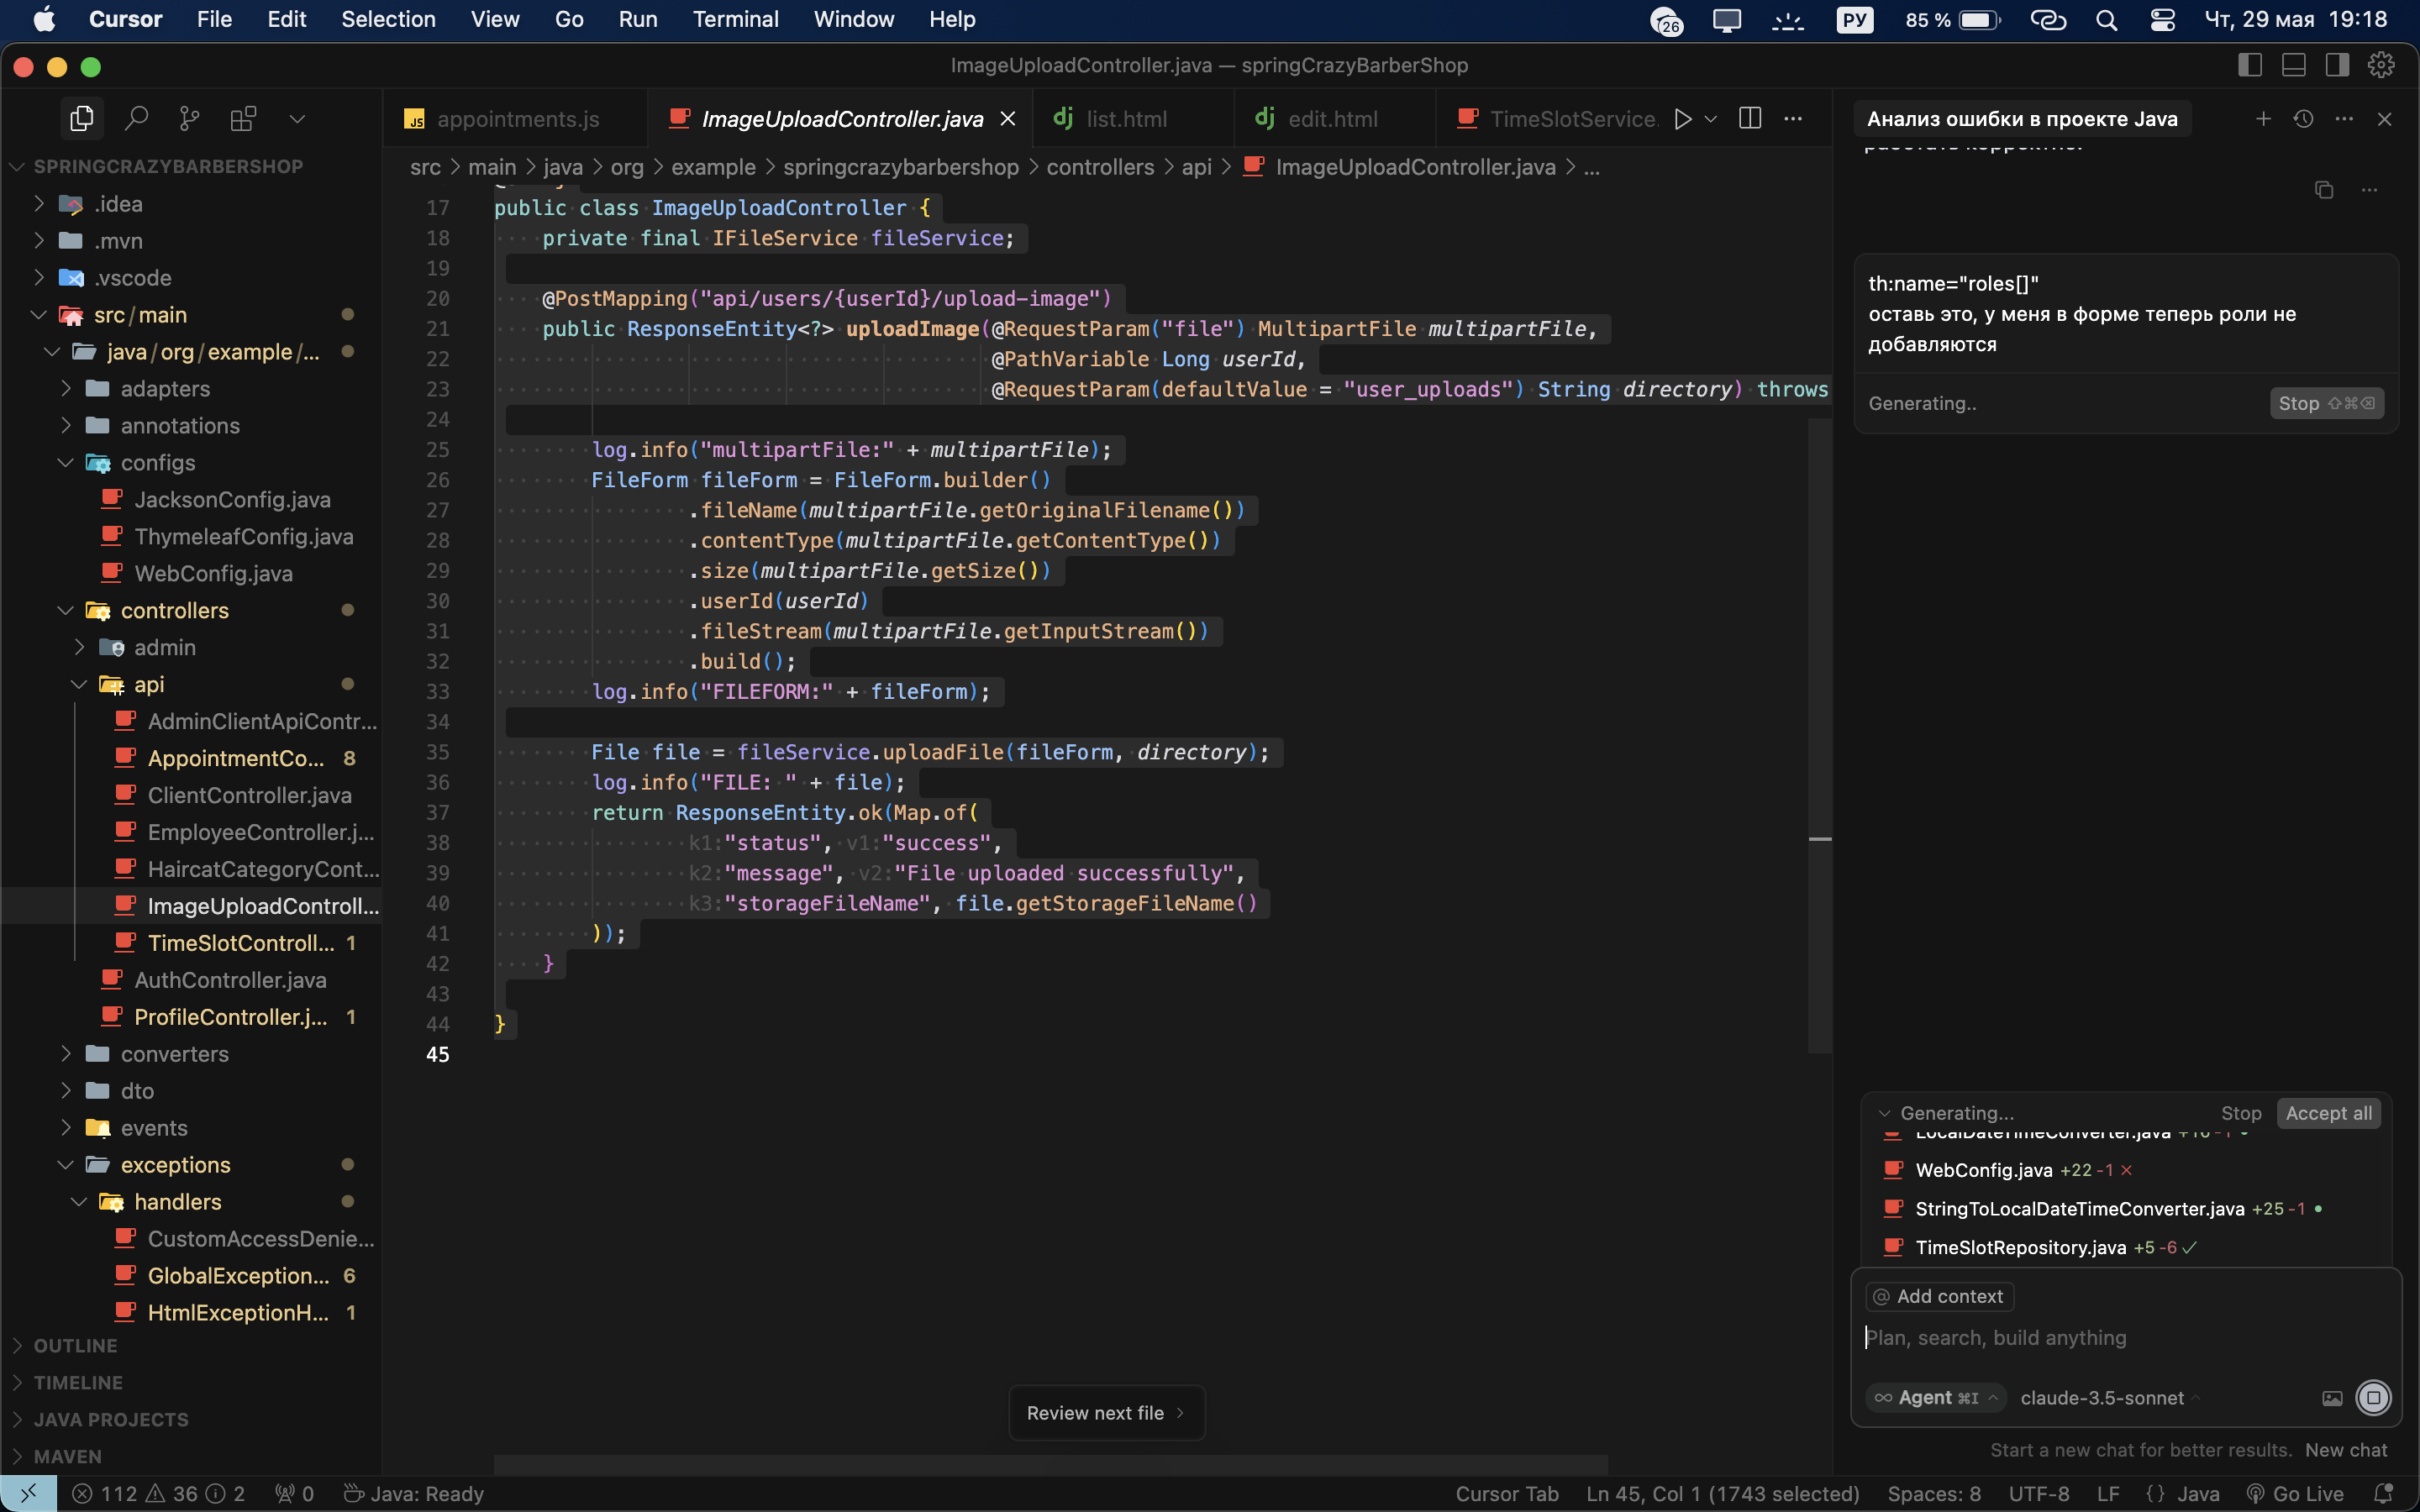 Cursor File Edit Selection View Go Run Terminal Window Help
26 РУ 85 % Чт, 29 мая 19:18
ImageUploadController.java — springCrazyBarberShop
SPRINGCRAZYBARBERSHOP
.idea
.mvn
.vscode
src/main
java/org/example/...
adapters
annotations
configs
JacksonConfig.java
ThymeleafConfig.java
WebConfig.java
controllers
admin
api
AdminClientApiContr...
AppointmentCo... 8
ClientController.java
EmployeeController.j...
HaircatCategoryCont...
ImageUploadControll...
TimeSlotControll... 1
AuthController.java
ProfileController.j... 1
converters
dto
events
exceptions
handlers
CustomAccessDenie...
GlobalException... 6
HtmlExceptionH... 1
OUTLINE
TIMELINE
JAVA PROJECTS
MAVEN
JS appointments.js ImageUploadController.java dj list.html dj edit.html TimeSlotService.
src > main > java > org > example > springcrazybarbershop > controllers > api > ImageUploadController.java > ...
17 public class ImageUploadController {
18 private final IFileService fileService;
19
20 @PostMapping("api/users/{userId}/upload-image")
21 public ResponseEntity<?> uploadImage(@RequestParam("file") MultipartFile multipartFile,
22 @PathVariable Long userId,
23 @RequestParam(defaultValue = "user_uploads") String directory) throws
24
25 log.info("multipartFile:" + multipartFile);
26 FileForm fileForm = FileForm.builder()
27 .fileName(multipartFile.getOriginalFilename())
28 .contentType(multipartFile.getContentType())
29 .size(multipartFile.getSize())
30 .userId(userId)
31 .fileStream(multipartFile.getInputStream())
32 .build();
33 log.info("FILEFORM:" + fileForm);
34
35 File file = fileService.uploadFile(fileForm, directory);
36 log.info("FILE: " + file);
37 return ResponseEntity.ok(Map.of(
38 k1:"status", v1:"success",
39 k2:"message", v2:"File uploaded successfully",
40 k3:"storageFileName", file.getStorageFileName()
41 ));
42 }
43
44 }
45
Review next file >
Анализ ошибки в проекте Java
работать корректно.
th:name="roles[]"
оставь это, у меня в форме теперь роли не
добавляются
Generating.. Stop ⇧⌘⌫
Generating... Stop Accept all
LocalDateTimeConverter.java
WebConfig.java +22 -1
StringToLocalDateTimeConverter.java +25 -1
TimeSlotRepository.java +5 -6
@ Add context
Plan, search, build anything
∞ Agent ⌘I claude-3.5-sonnet
Start a new chat for better results. New chat
112 36 2 0 Java: Ready Cursor Tab Ln 45, Col 1 (1743 selected) Spaces: 8 UTF-8 LF {} Java Go Live